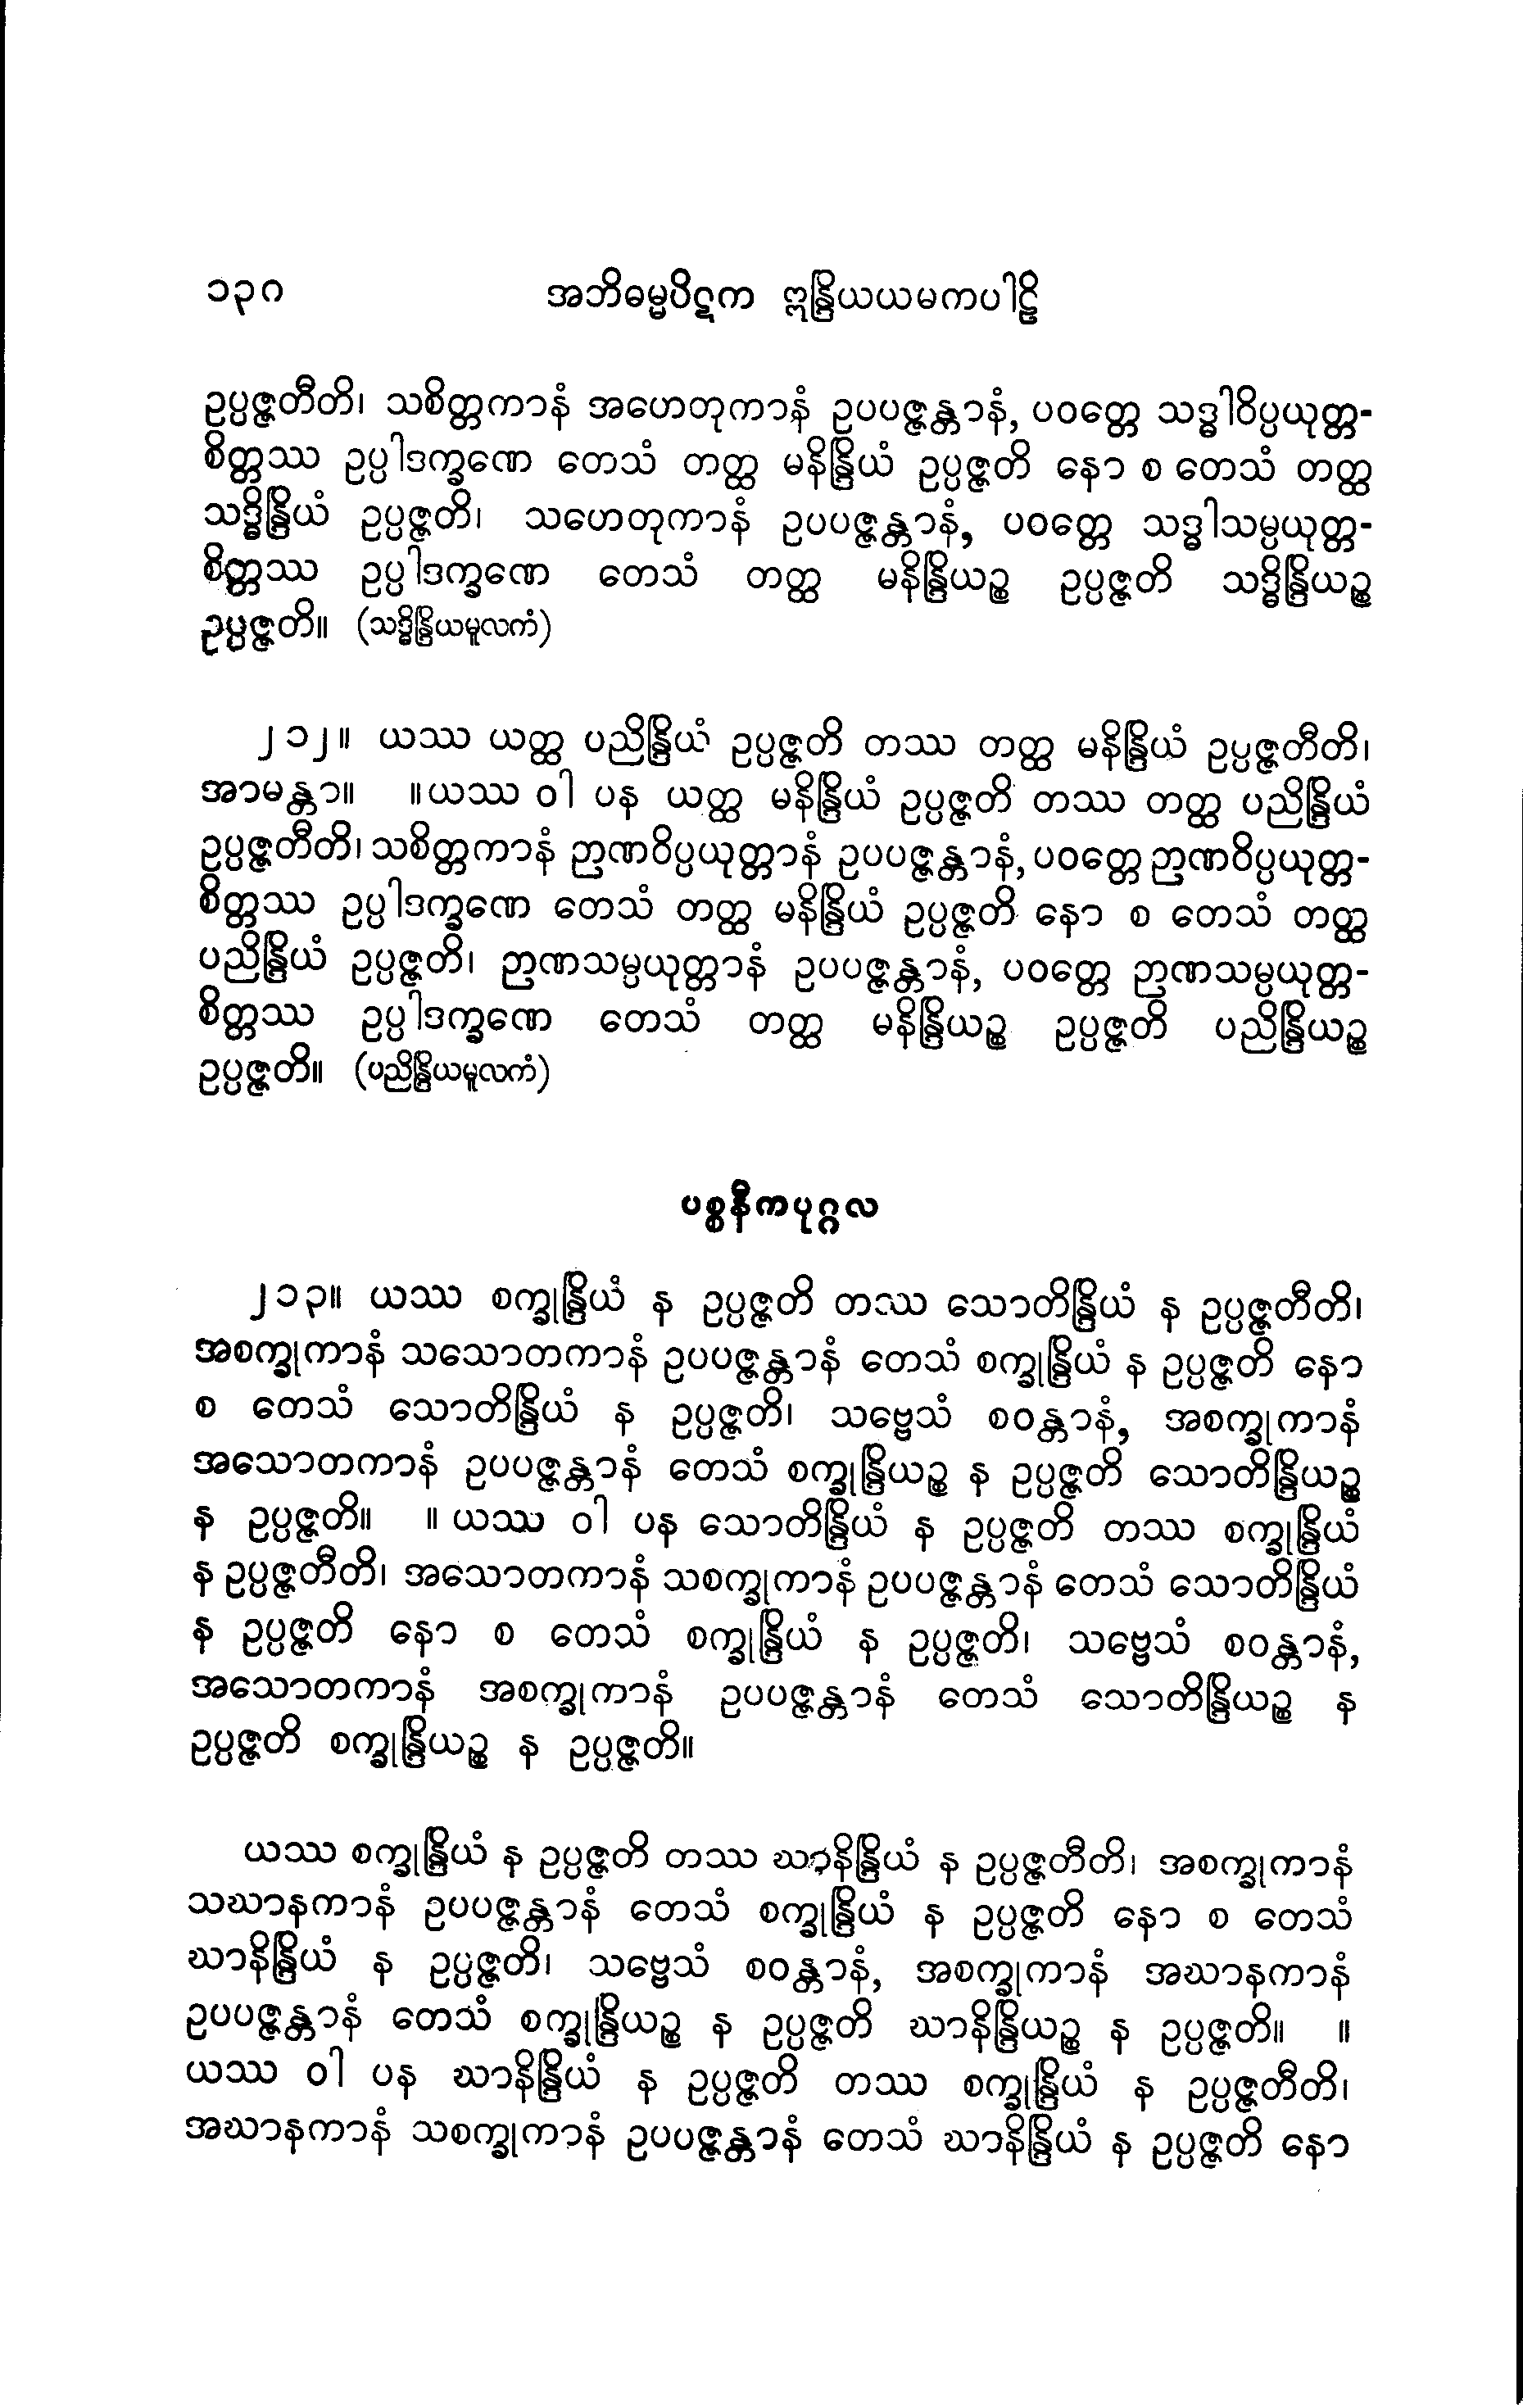 ၁၃ဂ အဘိဓမ္မပိဋက ဣန္ဒြိယယမကပါဠိ
ဥပ္ပဇ္ဇတီတိ၊ သစိတ္တကာနံ အဟေတုကာနံ ဥပပဇ္ဇန္တာနံ, ပဝတ္တေ သဒ္ဓါဝိပ္ပယုတ္တ-
စိတ္တဿ ဥပ္ပါဒက္ခဏေ တေသံ တတ္ထ မနိန္ဒြိယံ ဥပ္ပဇ္ဇတိ နော စ တေသံ တတ္ထ
သဒ္ဓိန္ဒြိယံ ဥပ္ပဇ္ဇတိ၊ သဟေတုကာနံ ဥပပဇ္ဇန္တာနံ, ပဝတ္တေ သဒ္ဓါသမ္ပယုတ္တ-
စိတ္တဿ ဥပ္ပါဒက္ခဏေ တေသံ တတ္ထ မနိန္ဒြိယဉ္စ ဥပ္ပဇ္ဇတိ သဒ္ဓိန္ဒြိယဉ္စ
ဥပ္ပဇ္ဇတိ။ (သဒ္ဓိန္ဒြိယမူလကံ)
၂၁၂။ ယဿ ယတ္ထ ပညိန္ဒြိယံ ဥပ္ပဇ္ဇတိ တဿ တတ္ထ မနိန္ဒြိယံ ဥပ္ပဇ္ဇတီတိ၊
အာမန္တာ။ ။ယဿ ဝါ ပန ယတ္ထ မနိန္ဒြိယံ ဥပ္ပဇ္ဇတိ တဿ တတ္ထ ပညိန္ဒြိယံ
ဥပ္ပဇ္ဇတီတိ၊ သစိတ္တကာနံ ဉာဏဝိပ္ပယုတ္တာနံ ဥပပဇ္ဇန္တာနံ, ပဝတ္တေ ဉာဏဝိပ္ပယုတ္တ-
စိတ္တဿ ဥပ္ပါဒက္ခဏေ တေသံ တတ္ထ မနိန္ဒြိယံ ဥပ္ပဇ္ဇတိ နော စ တေသံ တတ္ထ
ပညိန္ဒြိယံ ဥပ္ပဇ္ဇတိ၊ ဉာဏသမ္ပယုတ္တာနံ ဥပပဇ္ဇန္တာနံ, ပဝတ္တေ ဉာဏသမ္ပယုတ္တ-
စိတ္တဿ ဥပ္ပါဒက္ခဏေ တေသံ တတ္ထ မနိန္ဒြိယဉ္စ ဥပ္ပဇ္ဇတိ ပညိန္ဒြိယဉ္စ
ဥပ္ပဇ္ဇတိ။ (ပညိန္ဒြိယမူလကံ)
ပစ္စနီကပုဂ္ဂလ
၂၁၃။ ယဿ စက္ခုန္ဒြိယံ န ဥပ္ပဇ္ဇတိ တဿ သောတိန္ဒြိယံ န ဥပ္ပဇ္ဇတီတိ၊
အစက္ခုကာနံ သသောတကာနံ ဥပပဇ္ဇန္တာနံ တေသံ စက္ခုန္ဒြိယံ န ဥပ္ပဇ္ဇတိ နော
စ တေသံ သောတိန္ဒြိယံ န ဥပ္ပဇ္ဇတိ၊ သဗ္ဗေသံ စဝန္တာနံ, အစက္ခုကာနံ
အသောတကာနံ ဥပပဇ္ဇန္တာနံ တေသံ စက္ခုန္ဒြိယဉ္စ န ဥပ္ပဇ္ဇတိ သောတိန္ဒြိယဉ္စ
န ဥပ္ပဇ္ဇတိ။ ။ ယဿ ဝါ ပန သောတိန္ဒြိယံ န ဥပ္ပဇ္ဇတိ တဿ စက္ခုန္ဒြိယံ
န ဥပ္ပဇ္ဇတီတိ၊ အသောတကာနံ သစက္ခုကာနံ ဥပပဇ္ဇန္တာနံ တေသံ သောတိန္ဒြိယံ
န ဥပ္ပဇ္ဇတိ နော စ တေသံ စက္ခုန္ဒြိယံ န ဥပ္ပဇ္ဇတိ၊ သဗ္ဗေသံ စဝန္တာနံ,
အသောတကာနံ အစက္ခုကာနံ ဥပပဇ္ဇန္တာနံ တေသံ သောတိန္ဒြိယဉ္စ န
ဥပ္ပဇ္ဇတိ စက္ခုန္ဒြိယဉ္စ န ဥပ္ပဇ္ဇတိ။
ယဿ စက္ခုန္ဒြိယံ န ဥပ္ပဇ္ဇတိ တဿ ဃာနိန္ဒြိယံ န ဥပ္ပဇ္ဇတီတိ၊ အစက္ခုကာနံ
သဃာနကာနံ ဥပပဇ္ဇန္တာနံ တေသံ စက္ခုန္ဒြိယံ န ဥပ္ပဇ္ဇတိ နော စ တေသံ
ဃာနိန္ဒြိယံ န ဥပ္ပဇ္ဇတိ၊ သဗ္ဗေသံ စဝန္တာနံ, အစက္ခုကာနံ အဃာနကာနံ
ဥပပဇ္ဇန္တာနံ တေသံ စက္ခုန္ဒြိယဉ္စ န ဥပ္ပဇ္ဇတိ ဃာနိန္ဒြိယဉ္စ န ဥပ္ပဇ္ဇတိ။ ။
ယဿ ဝါ ပန ဃာနိန္ဒြိယံ န ဥပ္ပဇ္ဇတိ တဿ စက္ခုန္ဒြိယံ န ဥပ္ပဇ္ဇတီတိ၊
အဃာနကာနံ သစက္ခုကာနံ ဥပပဇ္ဇန္တာနံ တေသံ ဃာနိန္ဒြိယံ န ဥပ္ပဇ္ဇတိ နော